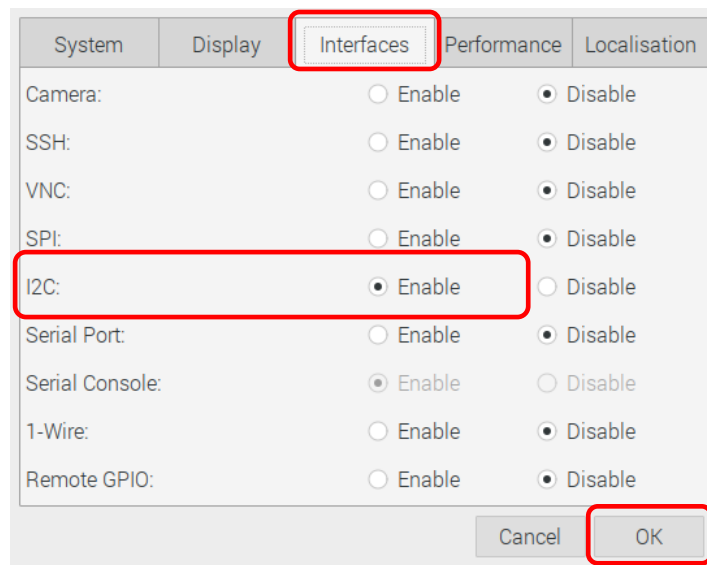 System Display Interfaces Performance Localisation
Camera: Enable Disable
SSH: Enable Disable
VNC: Enable Disable
SPI: Enable Disable
I2C: Enable Disable
Serial Port: Enable Disable
Serial Console: Enable Disable
1-Wire: Enable Disable
Remote GPIO: Enable Disable
Cancel OK